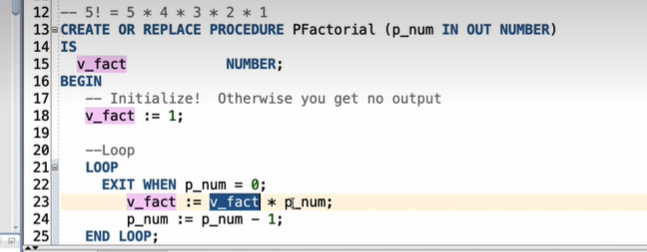 12 -- 5! = 5 * 4 * 3 * 2 * 1
13 CREATE OR REPLACE PROCEDURE PFactorial (p_num IN OUT NUMBER)
14 IS
15 v_fact NUMBER;
16 BEGIN
17 -- Initialize! Otherwise you get no output
18 v_fact := 1;
19
20 --Loop
21 LOOP
22 EXIT WHEN p_num = 0;
23 v_fact := v_fact * p_num;
24 p_num := p_num - 1;
25 END LOOP;